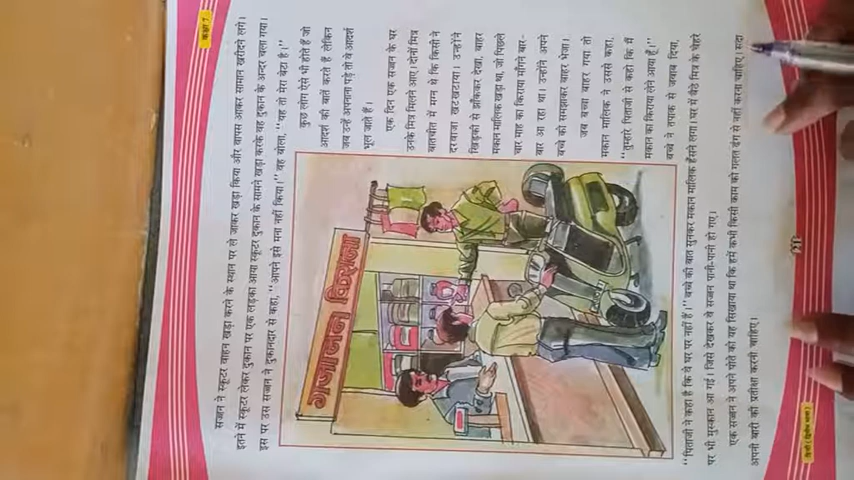 कक्षा 7
सज्जन ने स्कूटर वाहन खड़ा करने के स्थान पर ले जाकर खड़ा किया और वापस आकर सामान खरीदने लगे।
इतने में स्कूटर लेकर दुकान पर एक लड़का आया स्कूटर दुकान के सामने खड़ा करके वह दुकान के अन्दर चला गया।
इस पर उस सज्जन ने दुकानदार से कहा, "आपने इसे मना नहीं किया।" वह बोला, "यह तो मेरा बेटा है।"
कुछ लोग ऐसे भी होते हैं जो
आदर्श की बातें करते हैं लेकिन
जब उन्हें अपनाना पड़े तो वे आदर्श
भूल जाते हैं।
एक दिन एक सज्जन के घर
उनके मित्र मिलने आए। दोनों मित्र
बातचीत में मग्न थे कि किसी ने
दरवाजा खटखटाया। उन्होंने
खिड़की से झाँककर देखा, बाहर
मकान मालिक खड़ा था, जो पिछले
चार माह का किराया माँगने बार-
बार आ रहा था। उन्होंने अपने
बच्चे को समझाकर बाहर भेजा।
जब बच्चा बाहर गया तो
मकान मालिक ने उससे कहा,
"तुम्हारे पिताजी से कहो कि मैं
मकान का किराया लेने आया हूँ।"
बच्चे ने तपाक से जवाब दिया,
गजानन किराना
"पिताजी ने कहा है कि वे घर पर नहीं हैं।" बच्चे की बात सुनकर मकान मालिक हँसने लगा। घर में बैठे मित्र के चेहरे
पर भी मुस्कान आ गई। जिसे देखकर वे सज्जन पानी-पानी हो गए।
एक सज्जन ने अपने पोते को यह सिखाया था कि हमें कभी किसी काम को गलत ढंग से नहीं करना चाहिए, सदा
अपनी बारी की प्रतीक्षा करनी चाहिए।
21